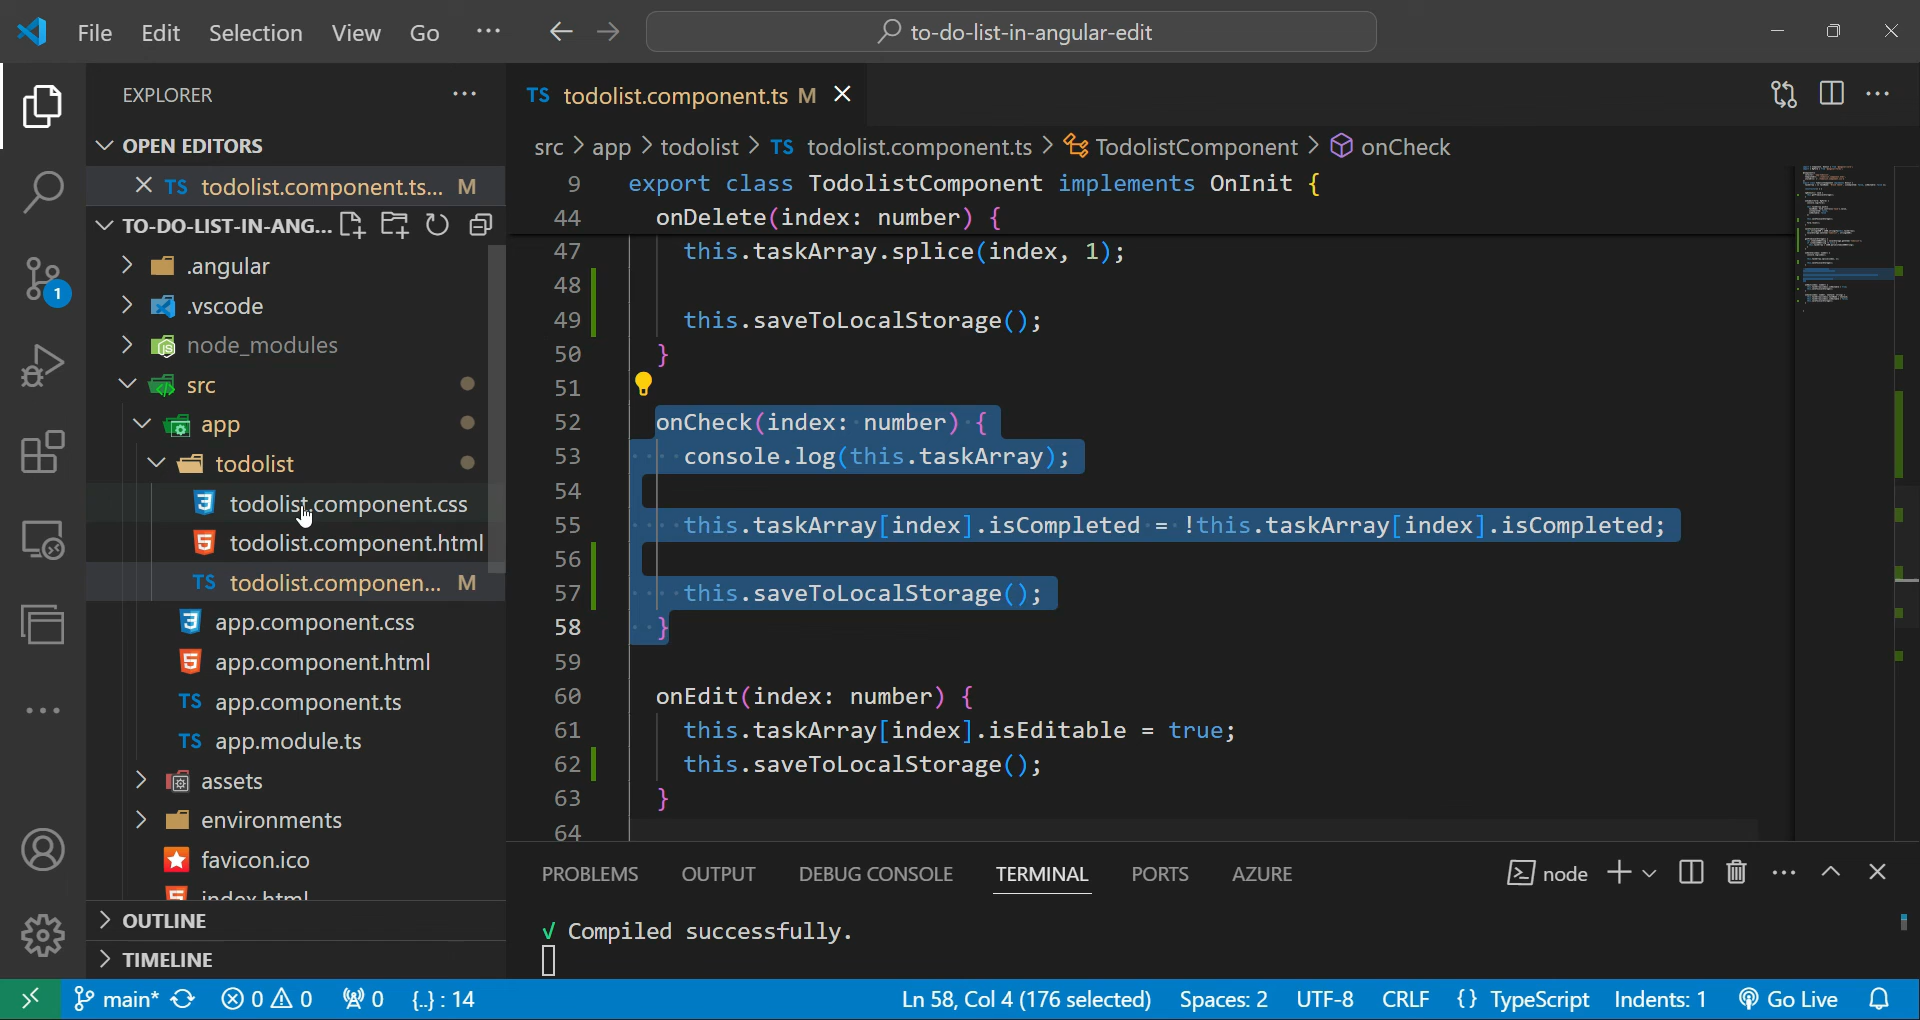 File Edit Selection View Go ··· to-do-list-in-angular-edit
EXPLORER ···
OPEN EDITORS
TS todolist.component.ts... M
TO-DO-LIST-IN-ANG...
.angular
.vscode
node_modules
src
app
todolist
todolist.component.css
todolist.component.html
TS todolist.componen... M
app.component.css
app.component.html
TS app.component.ts
TS app.module.ts
assets
environments
favicon.ico
index.html
OUTLINE
TIMELINE
1
TS todolist.component.ts M
src > app > todolist > TS todolist.component.ts > TodolistComponent > onCheck
9 export class TodolistComponent implements OnInit {
44 onDelete(index: number) {
47 this.taskArray.splice(index, 1);
48
49 this.saveToLocalStorage();
50 }
51
52 onCheck(index: number) {
53 console.log(this.taskArray);
54
55 this.taskArray[index].isCompleted = !this.taskArray[index].isCompleted;
56
57 this.saveToLocalStorage();
58 }
59
60 onEdit(index: number) {
61 this.taskArray[index].isEditable = true;
62 this.saveToLocalStorage();
63 }
64
PROBLEMS OUTPUT DEBUG CONSOLE TERMINAL PORTS AZURE node
√ Compiled successfully.
main* 0 0 0 {..} : 14 Ln 58, Col 4 (176 selected) Spaces: 2 UTF-8 CRLF {} TypeScript Indents: 1 Go Live